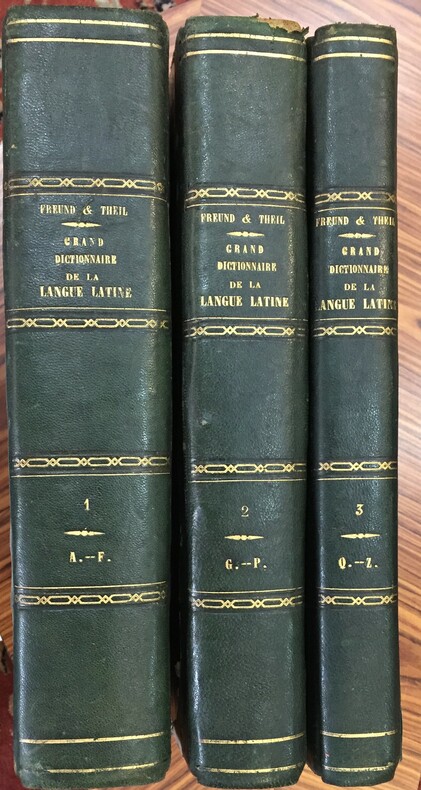 FREUND & THEIL
GRAND
DICTIONNAIRE
DE LA
LANGUE LATINE
1
A.--F.
FREUND & THEIL
GRAND
DICTIONNAIRE
DE LA
LANGUE LATINE
2
G.--P.
FREUND & THEIL
GRAND
DICTIONNAIRE
DE LA
LANGUE LATINE
3
Q.--Z.